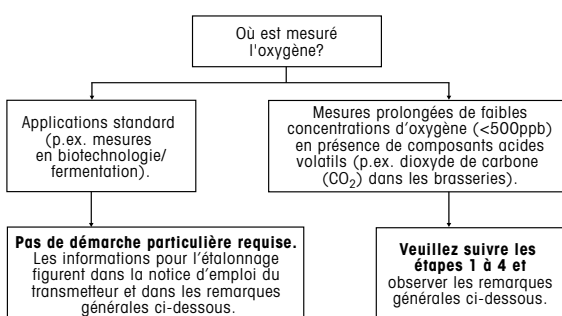 Où est mesuré
l'oxygène?
Applications standard
(p.ex. mesures
en biotechnologie/
fermentation).
Mesures prolongées de faibles
concentrations d'oxygène (<500ppb)
en présence de composants acides
volatils (p.ex. dioxyde de carbone
(CO₂) dans les brasseries).
Pas de démarche particulière requise.
Les informations pour l'étalonnage
figurent dans la notice d'emploi du
transmetteur et dans les remarques
générales ci-dessous.
Veuillez suivre les
étapes 1 à 4 et
observer les remarques
générales ci-dessous.